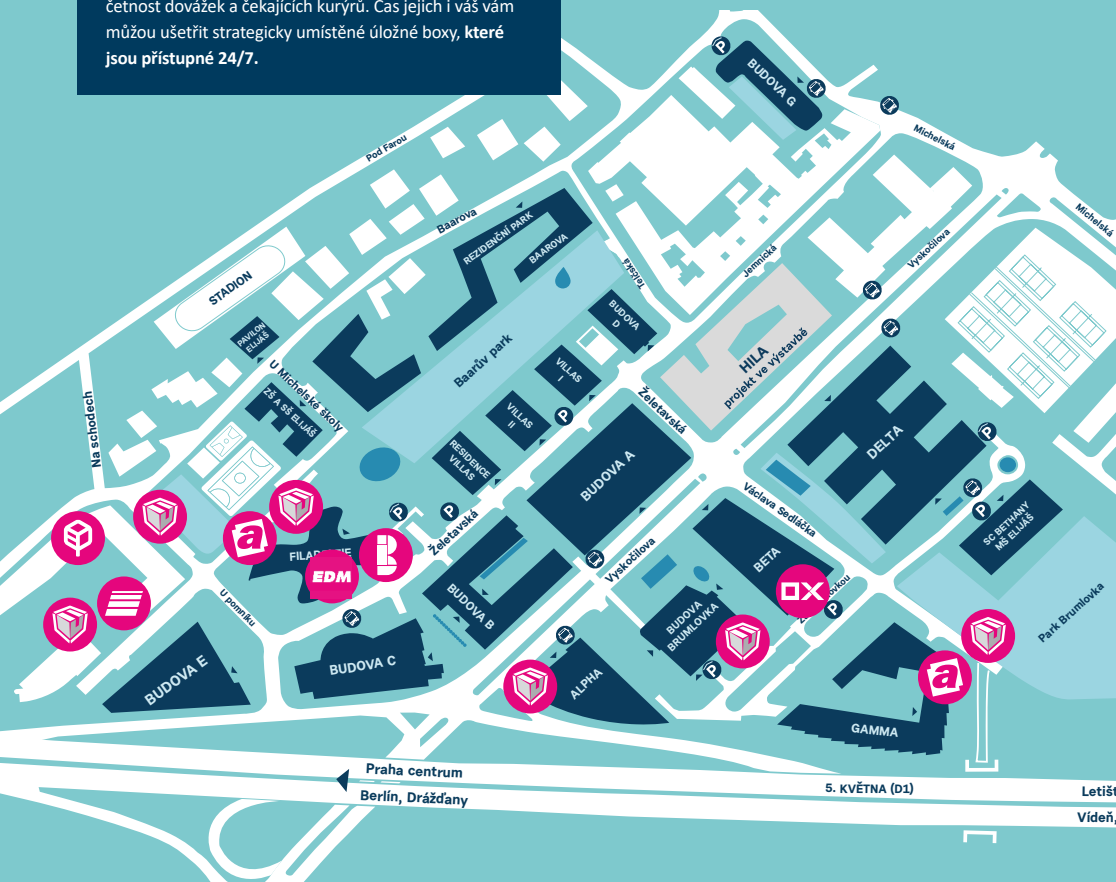 četnost dovážek a čekajících kurýrů. Čas jejich i váš vám
můžou ušetřit strategicky umístěné úložné boxy, které
jsou přístupné 24/7.
P
BUDOVA G
Michelská
Michelská
Pod Farou
Baarova
REZIDENČNÍ PARK
BAAROVA
Telčská
Jemnická
Vyskočilova
STADION
PAVILON
ELIJÁŠ
BUDOVA
D
Baarův park
HILA
projekt ve výstavbě
VILLAS
I
U Michelské školy
ZŠ A SŠ ELIJÁŠ
Na schodech
VILLAS
II
P
Želetavská
RESIDENCE
VILLAS
BUDOVA A
DELTA
P
Václava Sedláčka
P
P
P
Želetavská
a
B
EDM
SC BETHANY
MŠ ELIJÁŠ
Vyskočilova
BETA
OX
P
U pomníku
BUDOVA B
BUDOVA
BRUMLOVKA
P
Park Brumlovka
BUDOVA E
BUDOVA C
ALPHA
a
GAMMA
Praha centrum
Berlín, Drážďany
5. KVĚTNA (D1)
Vídeň,